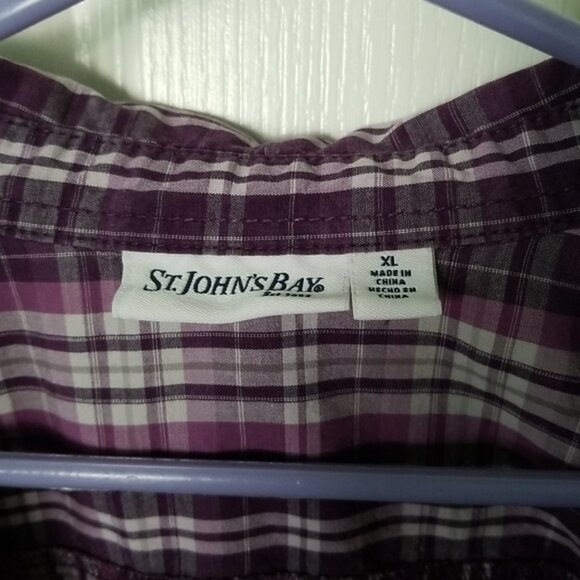 ST. JOHN'S BAY®
XL
MADE IN
CHINA
HECHO EN
CHINA